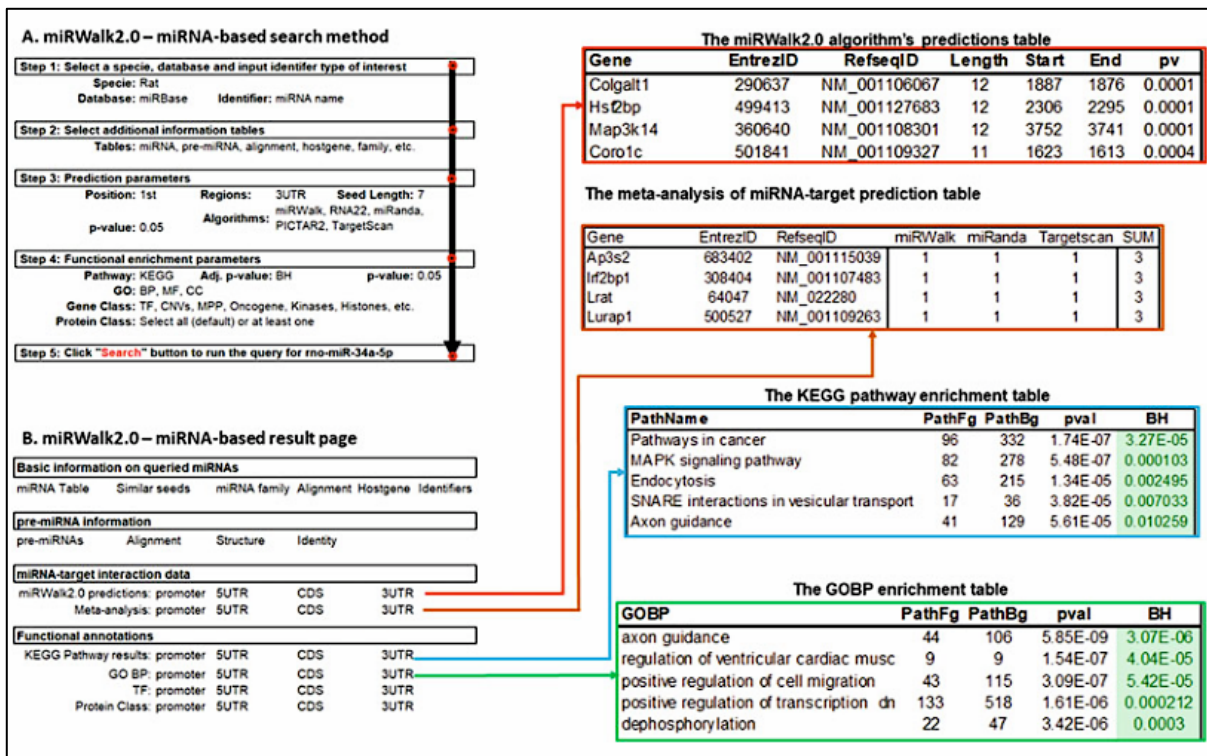 A. miRWalk2.0 – miRNA-based search method
Step 1: Select a specie, database and input identifer type of interest
Specie: Rat
Database: miRBase Identifier: miRNA name
Step 2: Select additional information tables
Tables: miRNA, pre-miRNA, alignment, hostgene, family, etc.
Step 3: Prediction parameters
Position: 1st Regions: 3UTR Seed Length: 7
p-value: 0.05 Algorithms: miRWalk, RNA22, miRanda,
PICTAR2, TargetScan
Step 4: Functional enrichment parameters
Pathway: KEGG Adj. p-value: BH p-value: 0.05
GO: BP, MF, CC
Gene Class: TF, CNVs, MPP, Oncogene, Kinases, Histones, etc.
Protein Class: Select all (default) or at least one
Step 5: Click "Search" button to run the query for rno-miR-34a-5p
B. miRWalk2.0 – miRNA-based result page
Basic information on queried miRNAs
miRNA Table Similar seeds miRNA family Alignment Hostgene Identifiers
pre-miRNA information
pre-miRNAs Alignment Structure Identity
miRNA-target interaction data
miRWalk2.0 predictions: promoter 5UTR CDS 3UTR
Meta-analysis: promoter 5UTR CDS 3UTR
Functional annotations
KEGG Pathway results: promoter 5UTR CDS 3UTR
GO BP: promoter 5UTR CDS 3UTR
TF: promoter 5UTR CDS 3UTR
Protein Class: promoter 5UTR CDS 3UTR
The miRWalk2.0 algorithm's predictions table
Gene EntrezID RefseqID Length Start End pv
Colgalt1 290637 NM_001106067 12 1887 1876 0.0001
Hsf2bp 499413 NM_001127683 12 2306 2295 0.0001
Map3k14 360640 NM_001108301 12 3752 3741 0.0001
Coro1c 501841 NM_001109327 11 1623 1613 0.0004
The meta-analysis of miRNA-target prediction table
Gene EntrezID RefseqID miRWalk miRanda Targetscan SUM
Ap3s2 683402 NM_001115039 1 1 1 3
Irf2bp1 308404 NM_001107483 1 1 1 3
Lrat 64047 NM_022280 1 1 1 3
Lurap1 500527 NM_001109263 1 1 1 3
The KEGG pathway enrichment table
PathName PathFg PathBg pval BH
Pathways in cancer 96 332 1.74E-07 3.27E-05
MAPK signaling pathway 82 278 5.48E-07 0.000103
Endocytosis 63 215 1.34E-05 0.002495
SNARE interactions in vesicular transport 17 36 3.82E-05 0.007033
Axon guidance 41 129 5.61E-05 0.010259
The GOBP enrichment table
GOBP PathFg PathBg pval BH
axon guidance 44 106 5.85E-09 3.07E-06
regulation of ventricular cardiac musc 9 9 1.54E-07 4.04E-05
positive regulation of cell migration 43 115 3.09E-07 5.42E-05
positive regulation of transcription dn 133 518 1.61E-06 0.000212
dephosphorylation 22 47 3.42E-06 0.0003